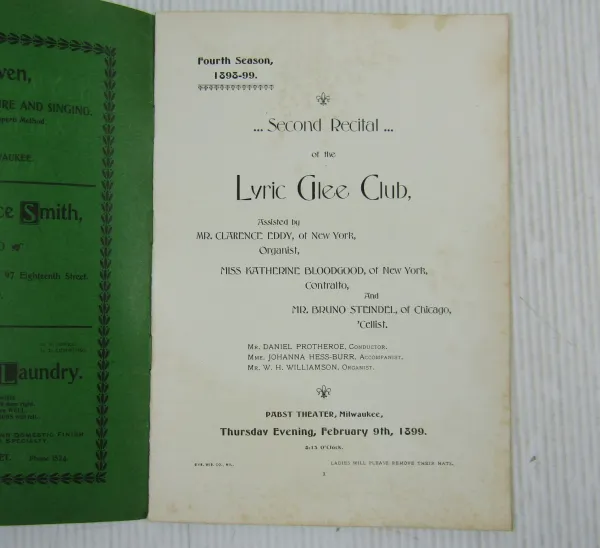 ven,
RE AND SINGING.
AUKEE.
ce Smith,
97 Eighteenth Street.
Laundry.
Fourth Season,
1898-99.
... Second Recital ...
of the
Lyric Glee Club,
Assisted by
MR. CLARENCE EDDY, of New York,
Organist,
MISS KATHERINE BLOODGOOD, of New York,
Contralto,
And
MR. BRUNO STEINDEL, of Chicago,
'Cellist.
MR. DANIEL PROTHEROE, CONDUCTOR.
MME. JOHANNA HESS-BURR, ACCOMPANIST.
MR. W. H. WILLIAMSON, ORGANIST.
PABST THEATER, Milwaukee,
Thursday Evening, February 9th, 1899.
8:15 O'Clock.
LADIES WILL PLEASE REMOVE THEIR HATS.